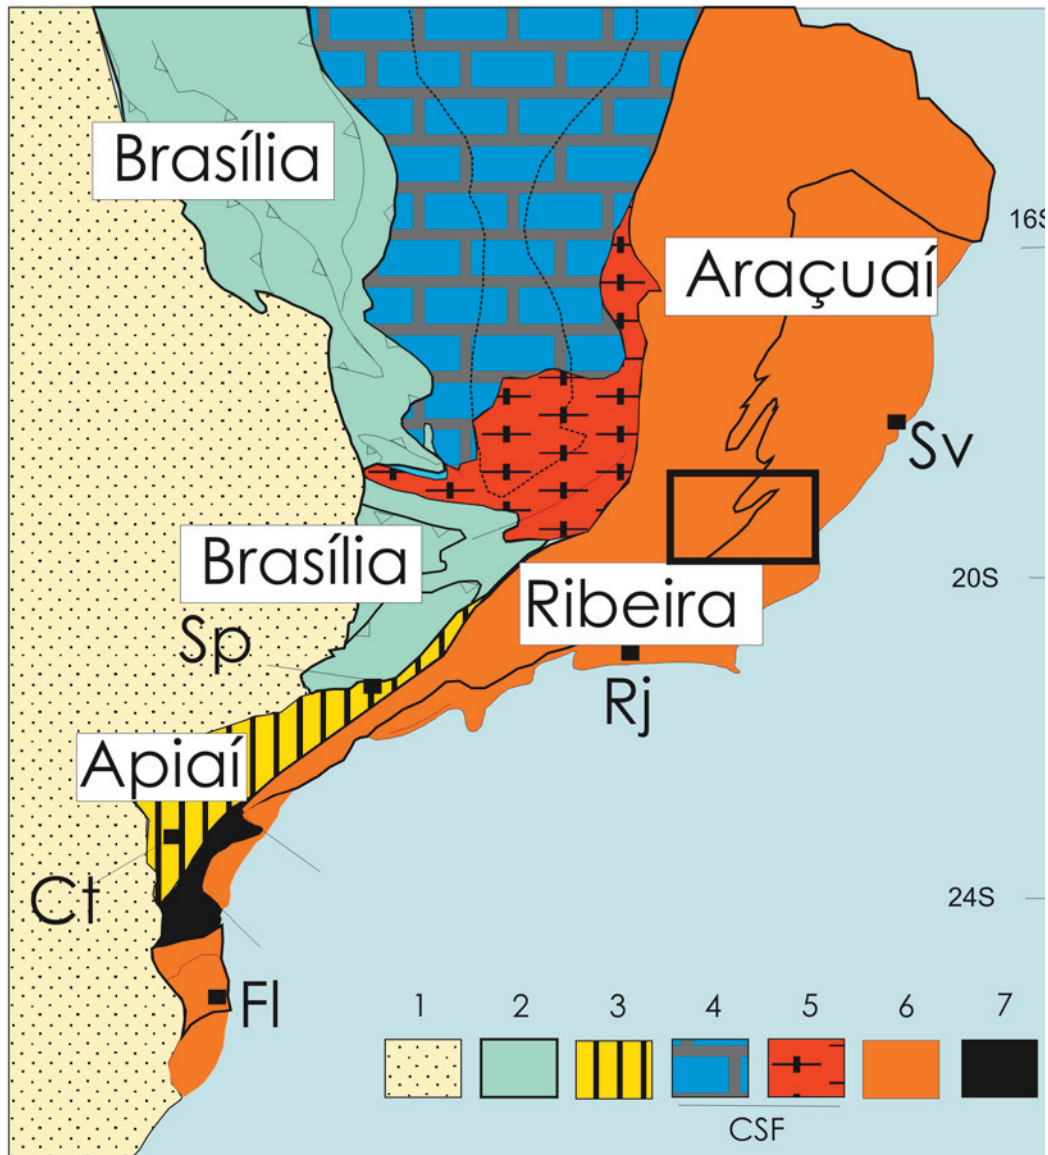 Brasília
16S
Araçuaí
Sv
Brasília
20S
Ribeira
Sp
Rj
Apiaí
Ct
24S
Fl
1 2 3 4 5 6 7
CSF